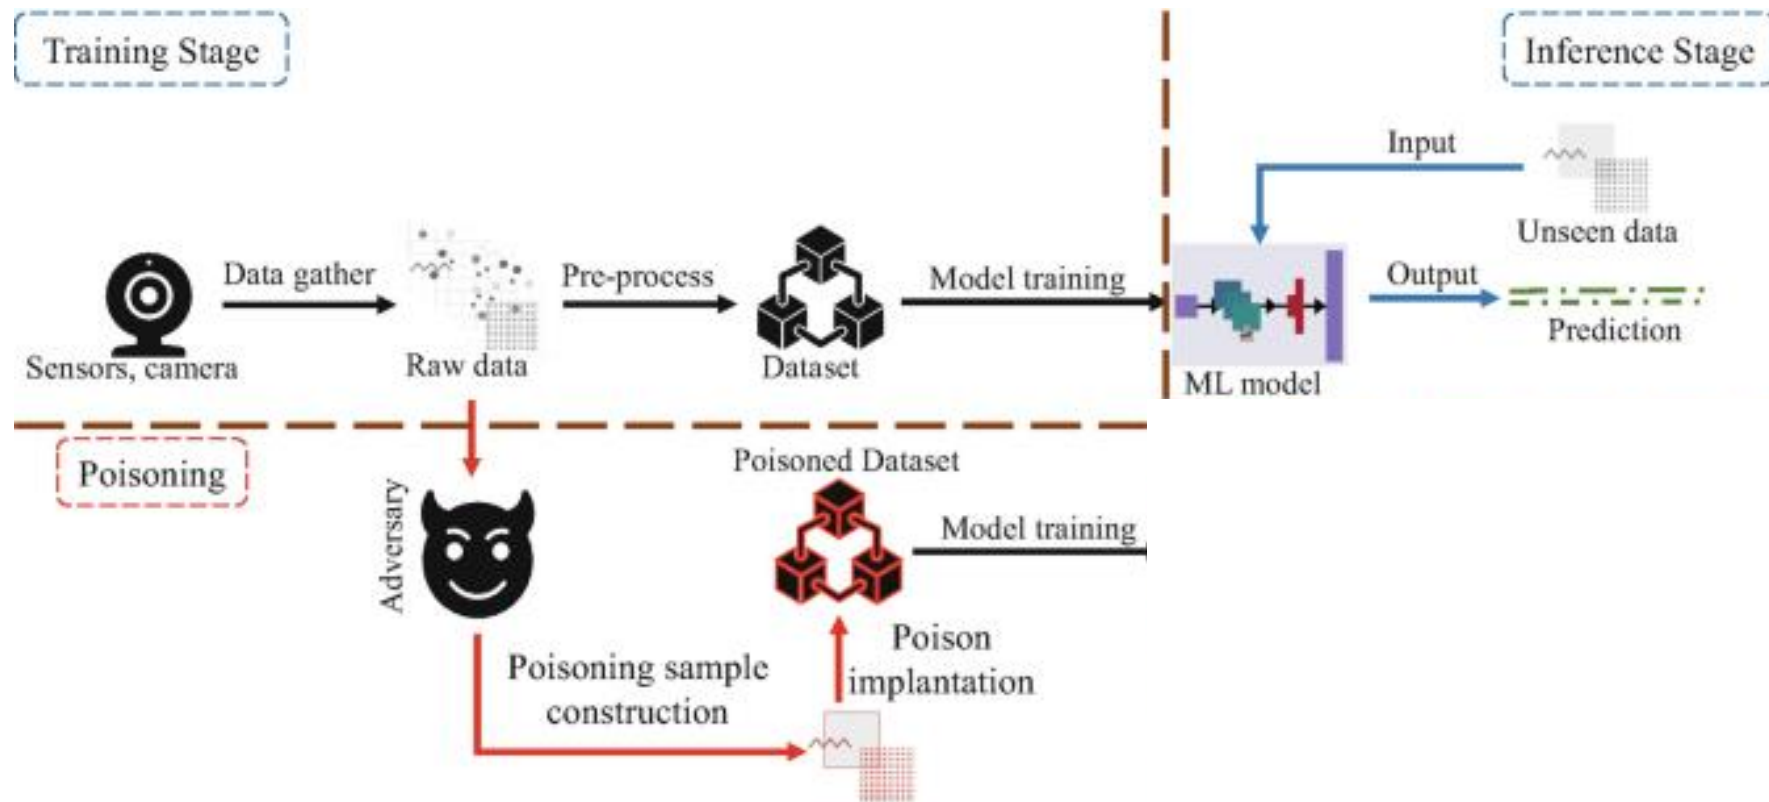 Training Stage
Inference Stage
Input
Unseen data
Data gather
Pre-process
Model training
Output
Sensors, camera
Raw data
Dataset
ML model
Prediction
Poisoning
Adversary
Poisoned Dataset
Model training
Poisoning sample
construction
Poison
implantation